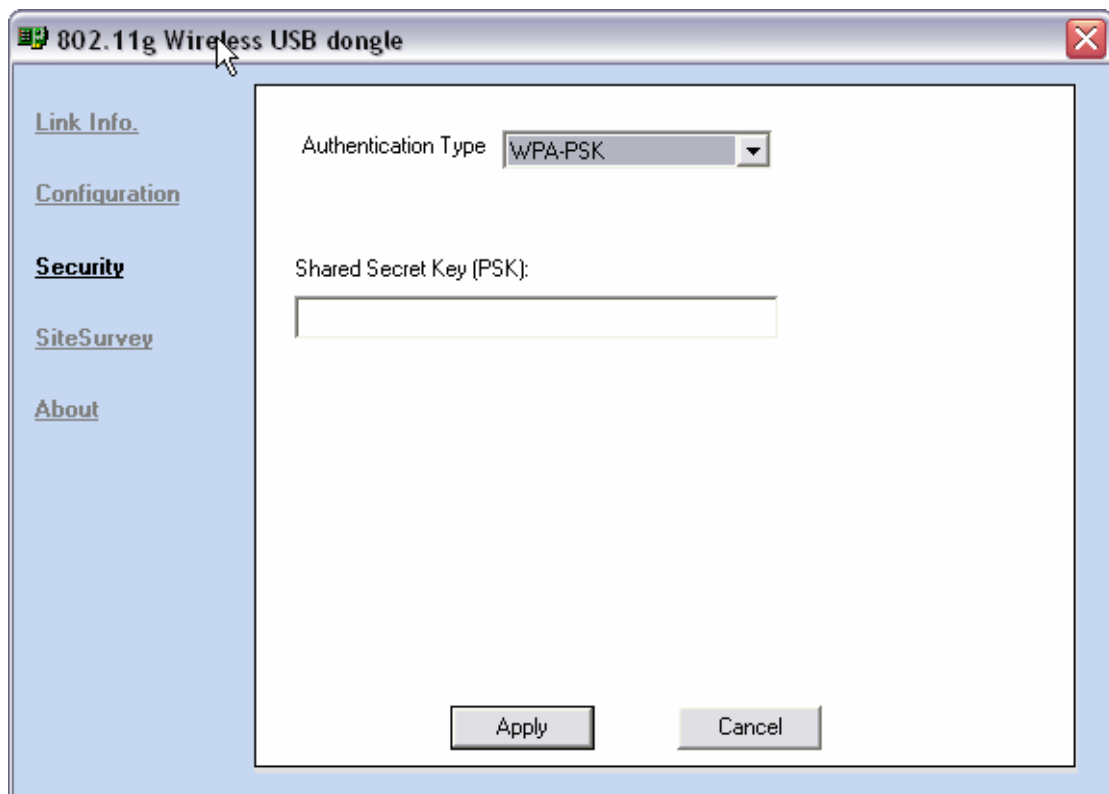 802.11g Wireless USB dongle
Link Info.
Configuration
Security
SiteSurvey
About
Authentication Type WPA-PSK
Shared Secret Key (PSK):
Apply Cancel